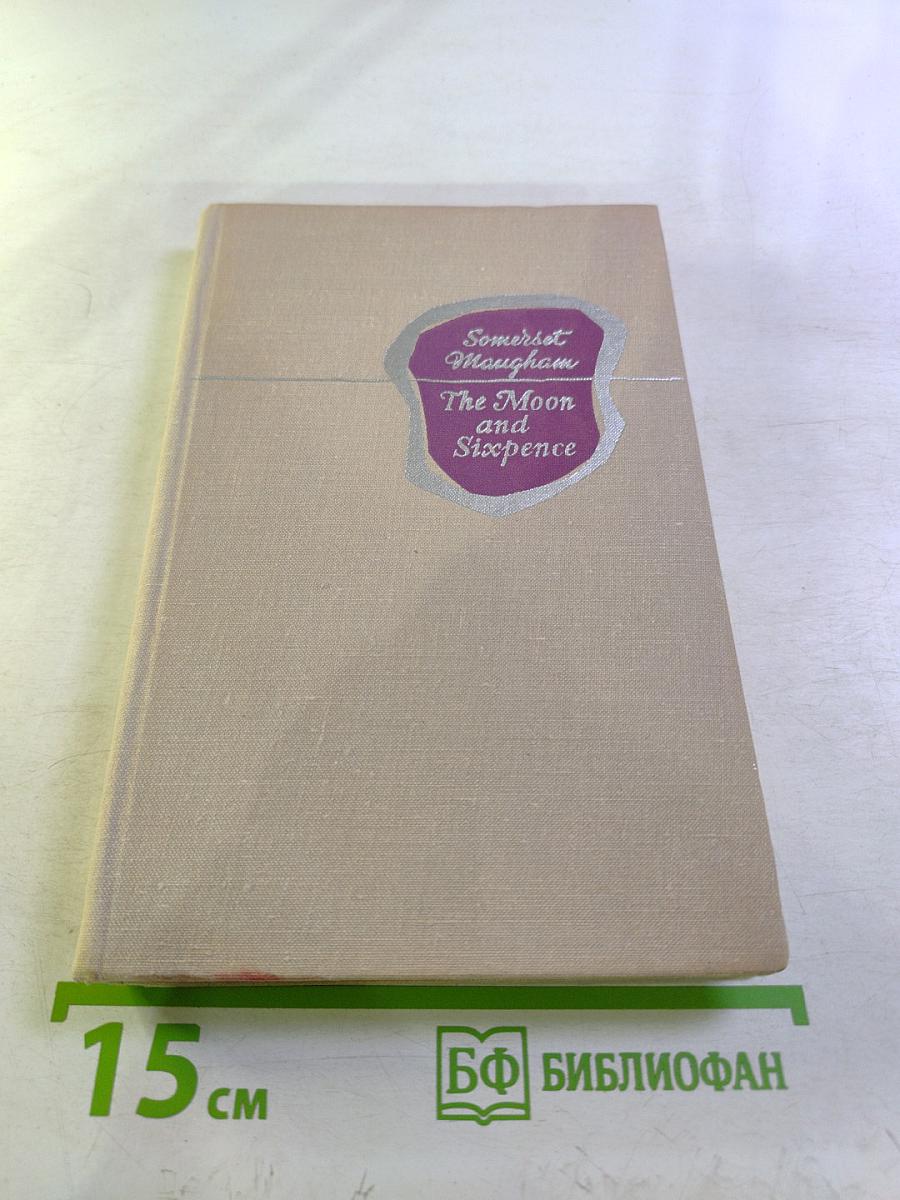 Somerset
Maugham
The Moon
and
Sixpence
15 см
БФ БИБЛИОФАН